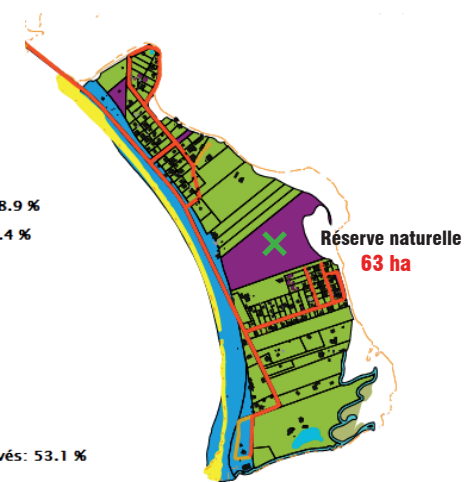 8.9 %
.4 %
Réserve naturelle
63 ha
vés: 53.1 %